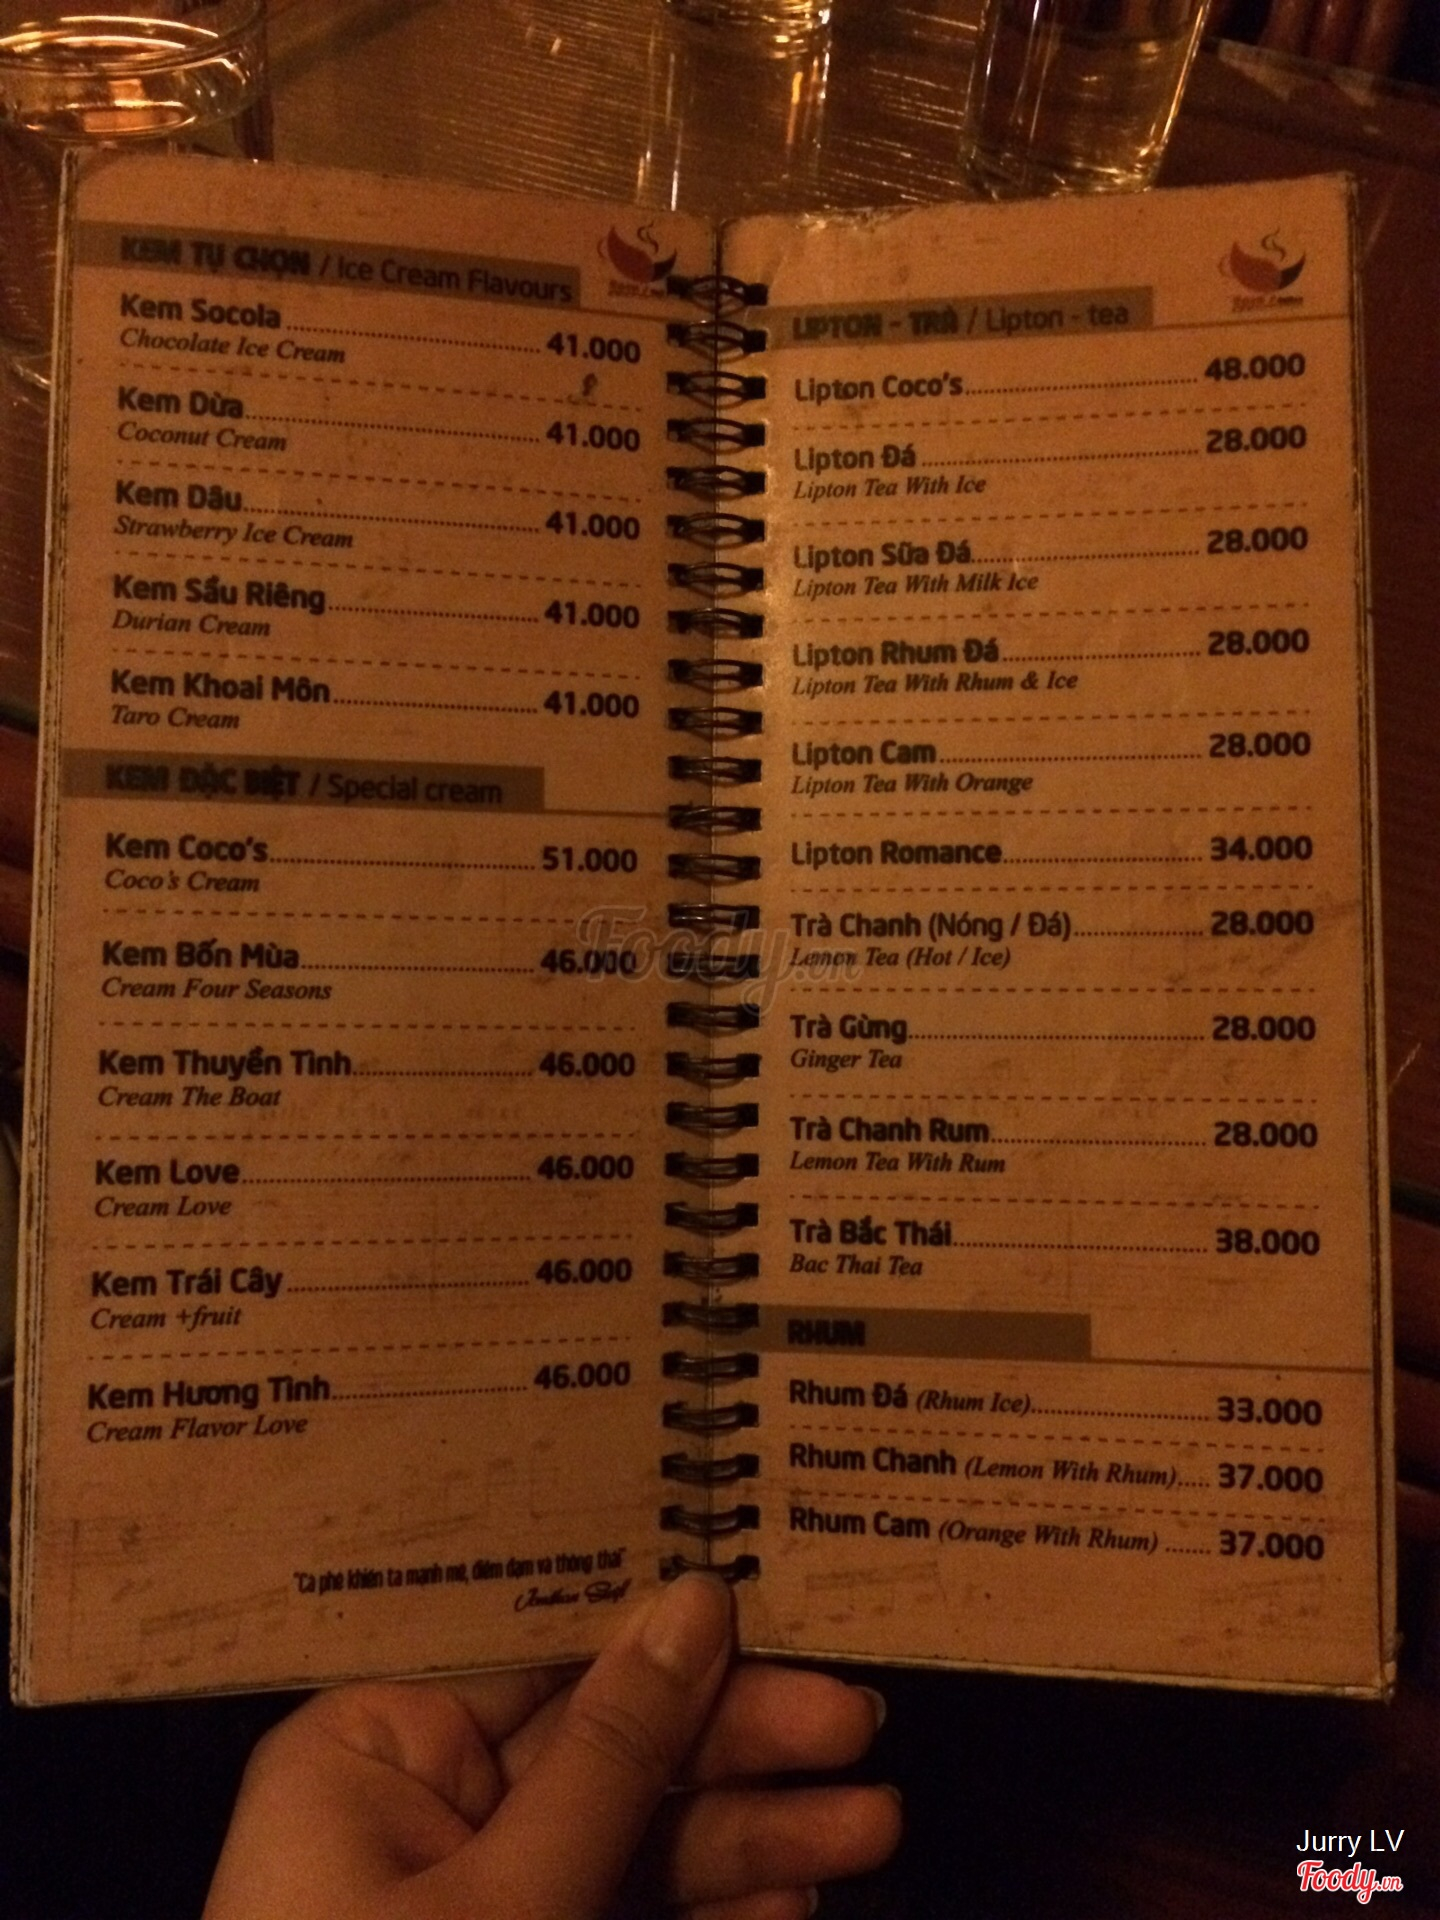 KEM TỰ CHỌN / Ice Cream Flavours
Kem Socola 41.000
Chocolate Ice Cream
Kem Dừa 41.000
Coconut Cream
Kem Dâu 41.000
Strawberry Ice Cream
Kem Sầu Riêng 41.000
Durian Cream
Kem Khoai Môn 41.000
Taro Cream
KEM ĐẶC BIỆT / Special cream
Kem Coco's 51.000
Coco's Cream
Kem Bốn Mùa 46.000
Cream Four Seasons
Kem Thuyền Tình 46.000
Cream The Boat
Kem Love 46.000
Cream Love
Kem Trái Cây 46.000
Cream +fruit
Kem Hương Tình 46.000
Cream Flavor Love
"Cà phê khiến ta mạnh mẽ, điềm đạm và thông thái"
LIPTON - TRÀ / Lipton - tea
Lipton Coco's 48.000
Lipton Đá 28.000
Lipton Tea With Ice
Lipton Sữa Đá 28.000
Lipton Tea With Milk Ice
Lipton Rhum Đá 28.000
Lipton Tea With Rhum & Ice
Lipton Cam 28.000
Lipton Tea With Orange
Lipton Romance 34.000
Trà Chanh (Nóng / Đá) 28.000
Lemon Tea (Hot / Ice)
Trà Gừng 28.000
Ginger Tea
Trà Chanh Rum 28.000
Lemon Tea With Rum
Trà Bắc Thái 38.000
Bac Thai Tea
RHUM
Rhum Đá (Rhum Ice) 33.000
Rhum Chanh (Lemon With Rhum) 37.000
Rhum Cam (Orange With Rhum) 37.000
Foody.vn
Jurry LV
Foody.vn